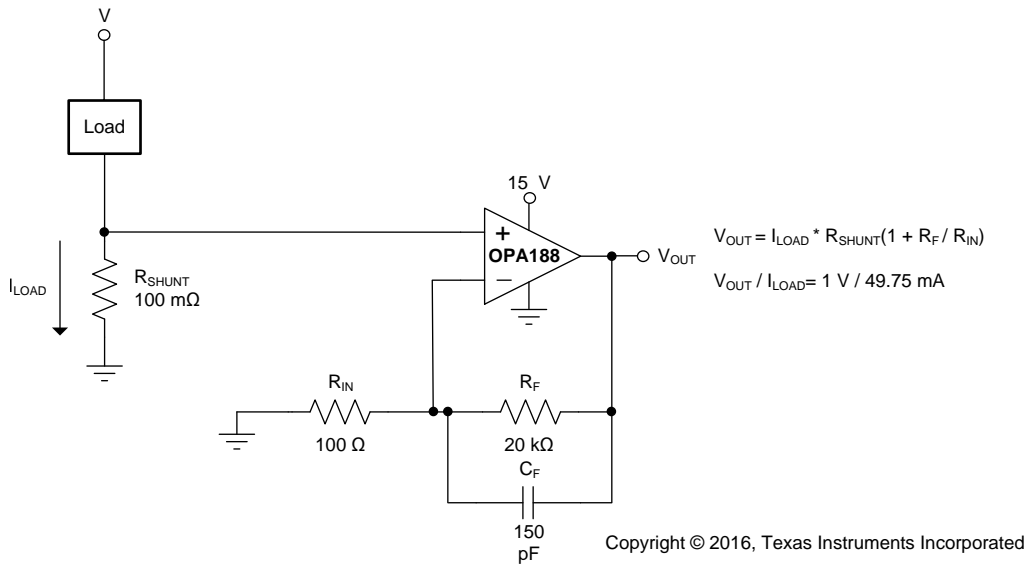 V
Load
15 V
+
OPA188
−
V_OUT
V_OUT = I_LOAD * R_SHUNT(1 + R_F / R_IN)
V_OUT / I_LOAD= 1 V / 49.75 mA
I_LOAD
R_SHUNT
100 mΩ
R_IN
100 Ω
R_F
20 kΩ
C_F
150
pF
Copyright © 2016, Texas Instruments Incorporated